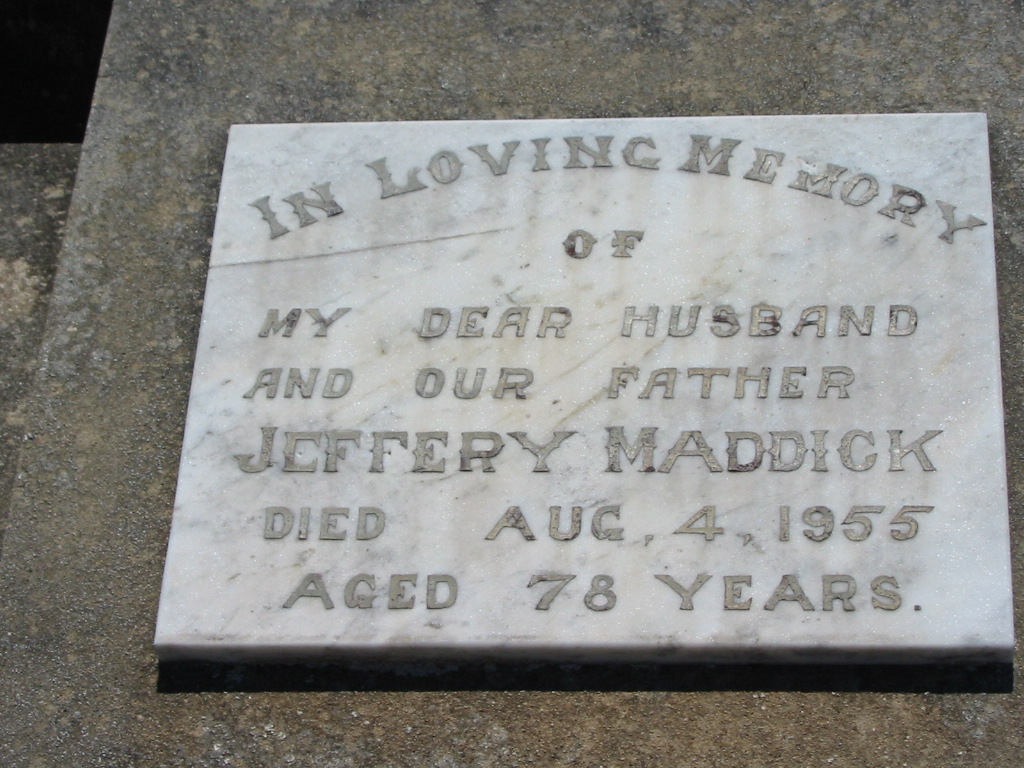 IN LOVING MEMORY
OF
MY DEAR HUSBAND
AND OUR FATHER
JEFFERY MADDICK
DIED AUG, 4, 1955
AGED 78 YEARS.